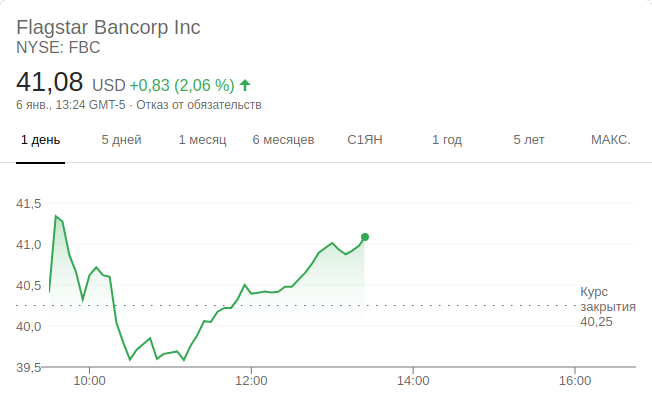 Flagstar Bancorp Inc
NYSE: FBC
41,08 USD +0,83 (2,06 %)
6 янв., 13:24 GMT-5 · Отказ от обязательств
1 день 5 дней 1 месяц 6 месяцев С1ЯН 1 год 5 лет МАКС.
41,5
41,0
40,5
40,0
39,5
Курс
закрытия
40,25
10:00 12:00 14:00 16:00